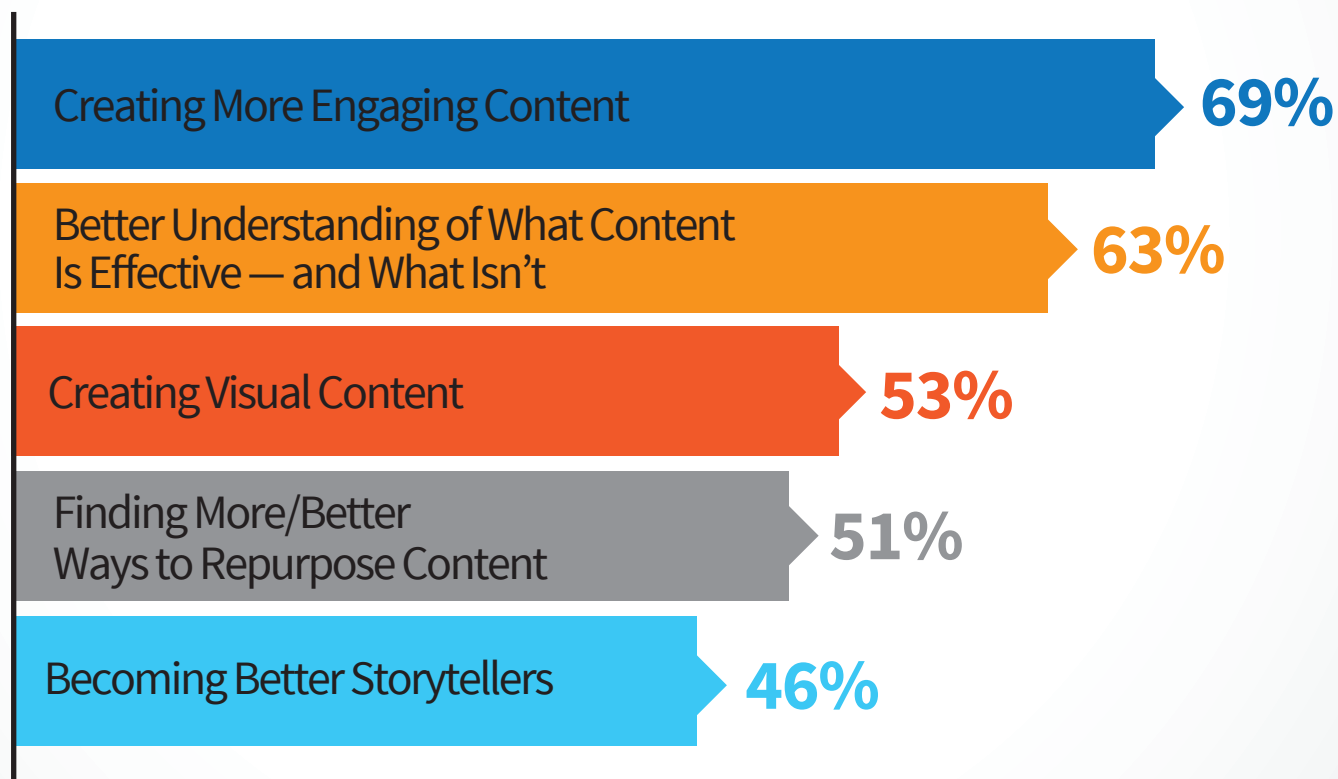 Creating More Engaging Content
69%
Better Understanding of What Content
Is Effective — and What Isn’t
63%
Creating Visual Content
53%
Finding More/Better
Ways to Repurpose Content
51%
Becoming Better Storytellers
46%